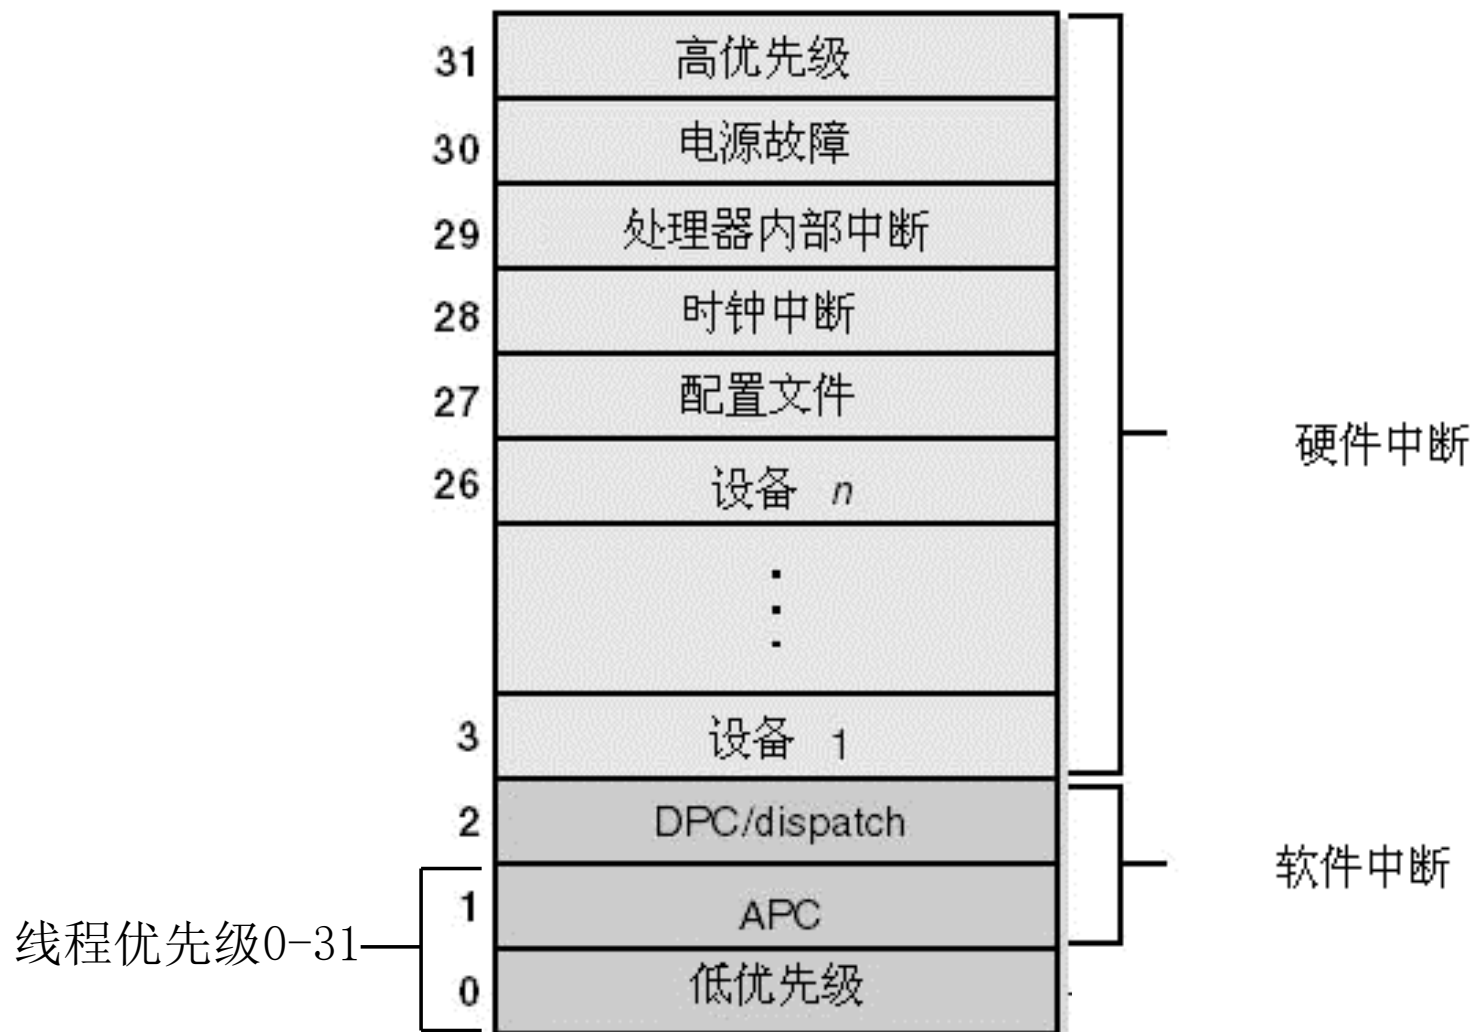 31 高优先级
30 电源故障
29 处理器内部中断
28 时钟中断
27 配置文件
硬件中断
26 设备 n
3 设备 1
2 DPC/dispatch
软件中断
1 APC
线程优先级0-31
0 低优先级